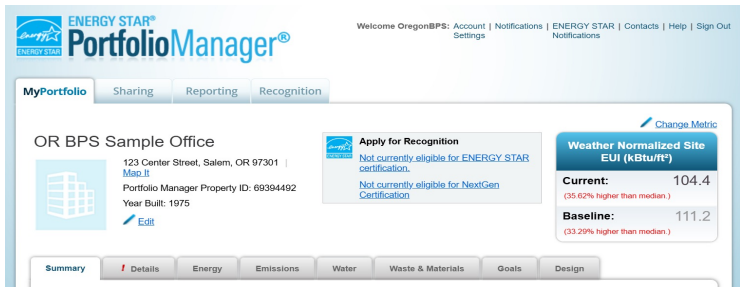 ENERGY STAR®
PortfolioManager®
ENERGY STAR
Welcome OregonBPS: Account Settings | Notifications | ENERGY STAR Notifications | Contacts | Help | Sign Out
MyPortfolio Sharing Reporting Recognition
Change Metric
OR BPS Sample Office
123 Center Street, Salem, OR 97301 |
Map It
Portfolio Manager Property ID: 69394492
Year Built: 1975
Edit
Apply for Recognition
Not currently eligible for ENERGY STAR
certification.
Not currently eligible for NextGen
Certification
Weather Normalized Site
EUI (kBtu/ft²)
Current: 104.4
(35.62% higher than median.)
Baseline: 111.2
(33.29% higher than median.)
Summary ! Details Energy Emissions Water Waste & Materials Goals Design